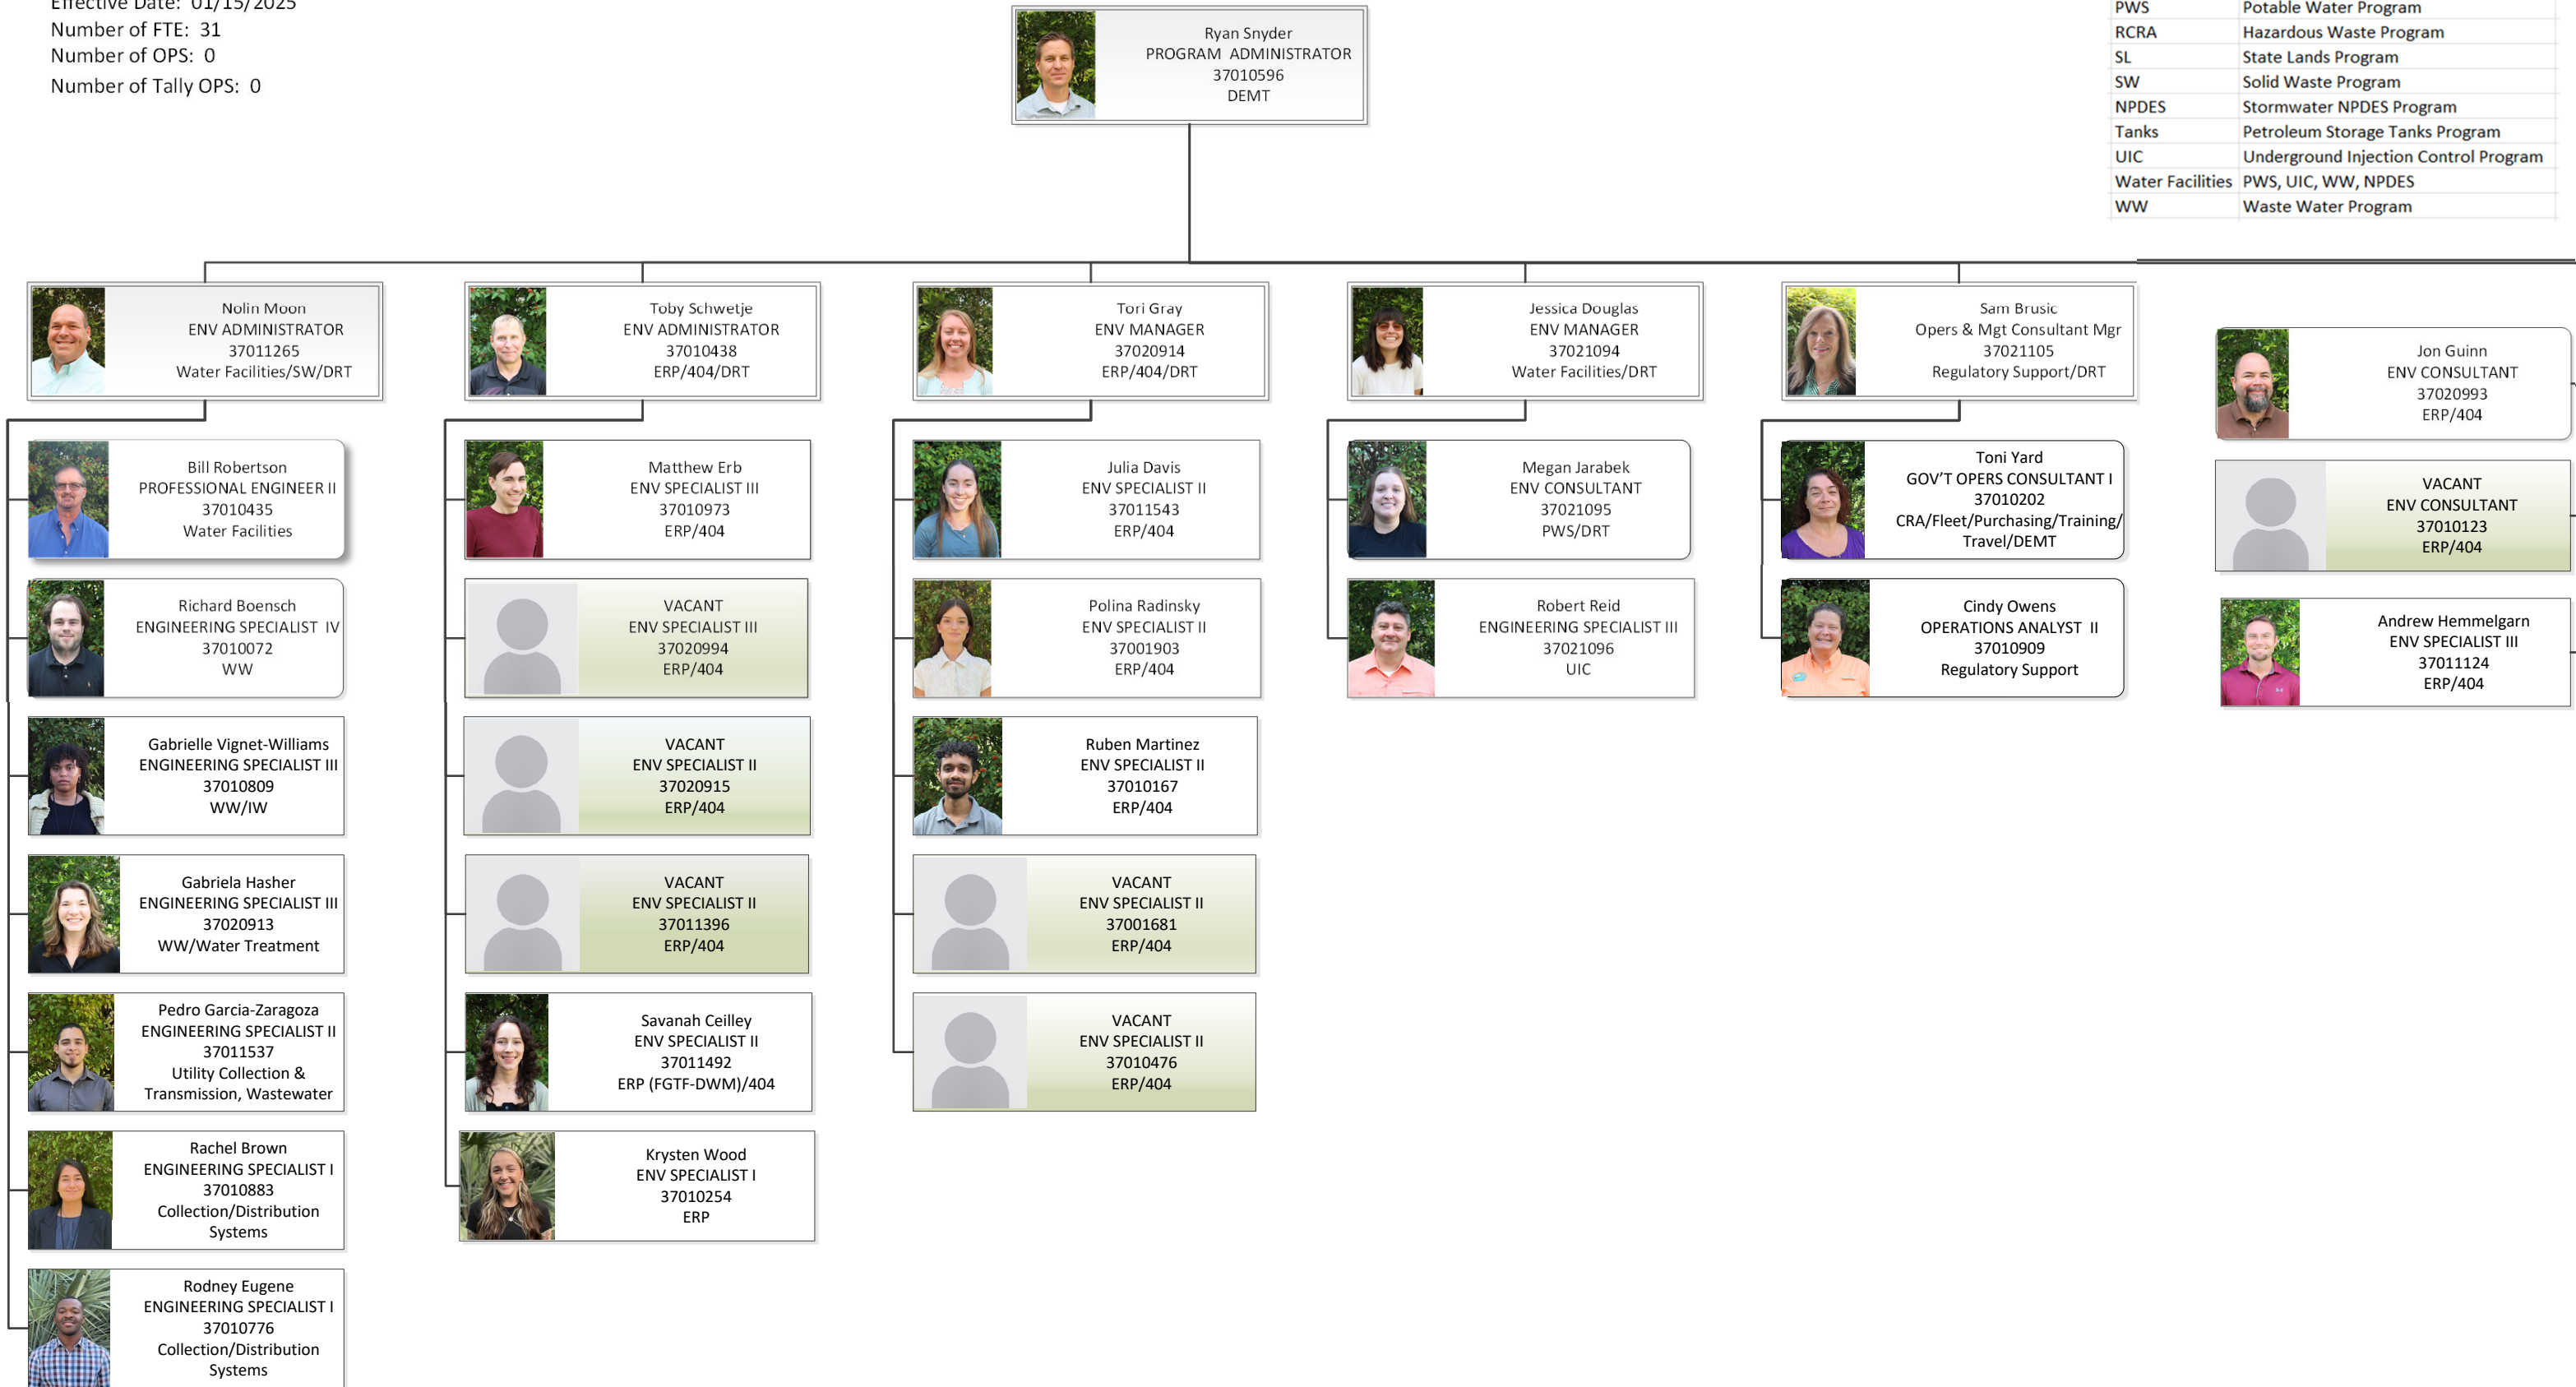 Effective Date: 01/15/2025
Number of FTE: 31
Number of OPS: 0
Number of Tally OPS: 0
Ryan Snyder
PROGRAM ADMINISTRATOR
37010596
DEMT
PWS Potable Water Program
RCRA Hazardous Waste Program
SL State Lands Program
SW Solid Waste Program
NPDES Stormwater NPDES Program
Tanks Petroleum Storage Tanks Program
UIC Underground Injection Control Program
Water Facilities PWS, UIC, WW, NPDES
WW Waste Water Program
Nolin Moon
ENV ADMINISTRATOR
37011265
Water Facilities/SW/DRT
Bill Robertson
PROFESSIONAL ENGINEER II
37010435
Water Facilities
Richard Boensch
ENGINEERING SPECIALIST IV
37010072
WW
Gabrielle Vignet-Williams
ENGINEERING SPECIALIST III
37010809
WW/IW
Gabriela Hasher
ENGINEERING SPECIALIST III
37020913
WW/Water Treatment
Pedro Garcia-Zaragoza
ENGINEERING SPECIALIST II
37011537
Utility Collection &
Transmission, Wastewater
Rachel Brown
ENGINEERING SPECIALIST I
37010883
Collection/Distribution
Systems
Rodney Eugene
ENGINEERING SPECIALIST I
37010776
Collection/Distribution
Systems
Toby Schwetje
ENV ADMINISTRATOR
37010438
ERP/404/DRT
Matthew Erb
ENV SPECIALIST III
37010973
ERP/404
VACANT
ENV SPECIALIST III
37020994
ERP/404
VACANT
ENV SPECIALIST II
37020915
ERP/404
VACANT
ENV SPECIALIST II
37011396
ERP/404
Savanah Ceilley
ENV SPECIALIST II
37011492
ERP (FGTF-DWM)/404
Krysten Wood
ENV SPECIALIST I
37010254
ERP
Tori Gray
ENV MANAGER
37020914
ERP/404/DRT
Julia Davis
ENV SPECIALIST II
37011543
ERP/404
Polina Radinsky
ENV SPECIALIST II
37001903
ERP/404
Ruben Martinez
ENV SPECIALIST II
37010167
ERP/404
VACANT
ENV SPECIALIST II
37001681
ERP/404
VACANT
ENV SPECIALIST II
37010476
ERP/404
Jessica Douglas
ENV MANAGER
37021094
Water Facilities/DRT
Megan Jarabek
ENV CONSULTANT
37021095
PWS/DRT
Robert Reid
ENGINEERING SPECIALIST III
37021096
UIC
Sam Brusic
Opers & Mgt Consultant Mgr
37021105
Regulatory Support/DRT
Toni Yard
GOV’T OPERS CONSULTANT I
37010202
CRA/Fleet/Purchasing/Training/
Travel/DEMT
Cindy Owens
OPERATIONS ANALYST II
37010909
Regulatory Support
Jon Guinn
ENV CONSULTANT
37020993
ERP/404
VACANT
ENV CONSULTANT
37010123
ERP/404
Andrew Hemmelgarn
ENV SPECIALIST III
37011124
ERP/404